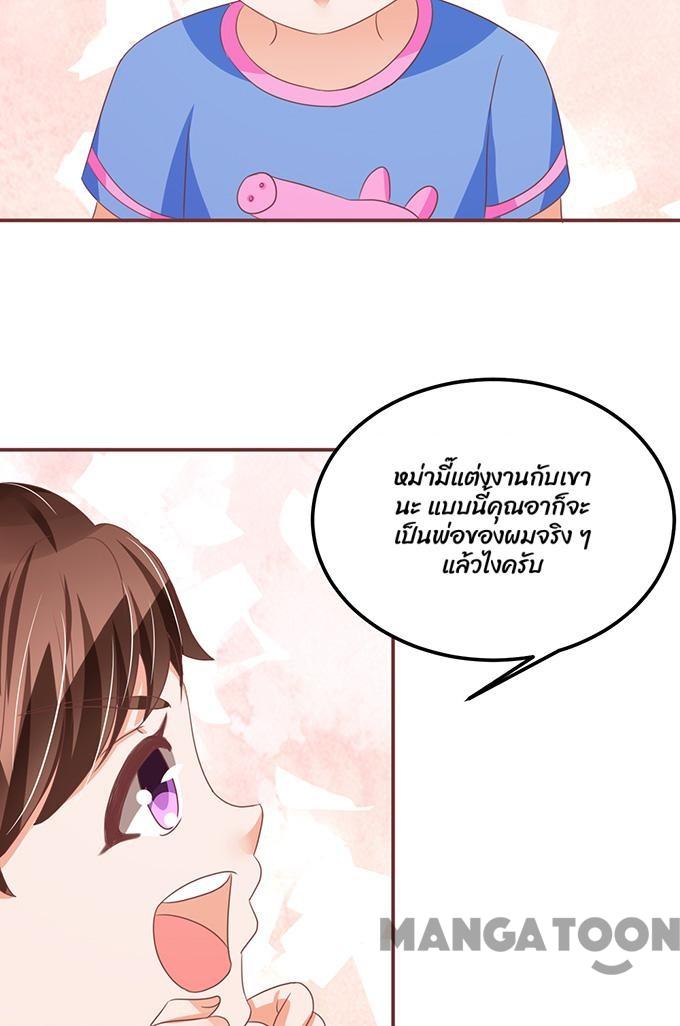 หม่ามี๊แต่งงานกับเขา
นะ แบบนี้คุณอาก็จะ
เป็นพ่อของผมจริง ๆ
แล้วไงครับ
MANGATOON